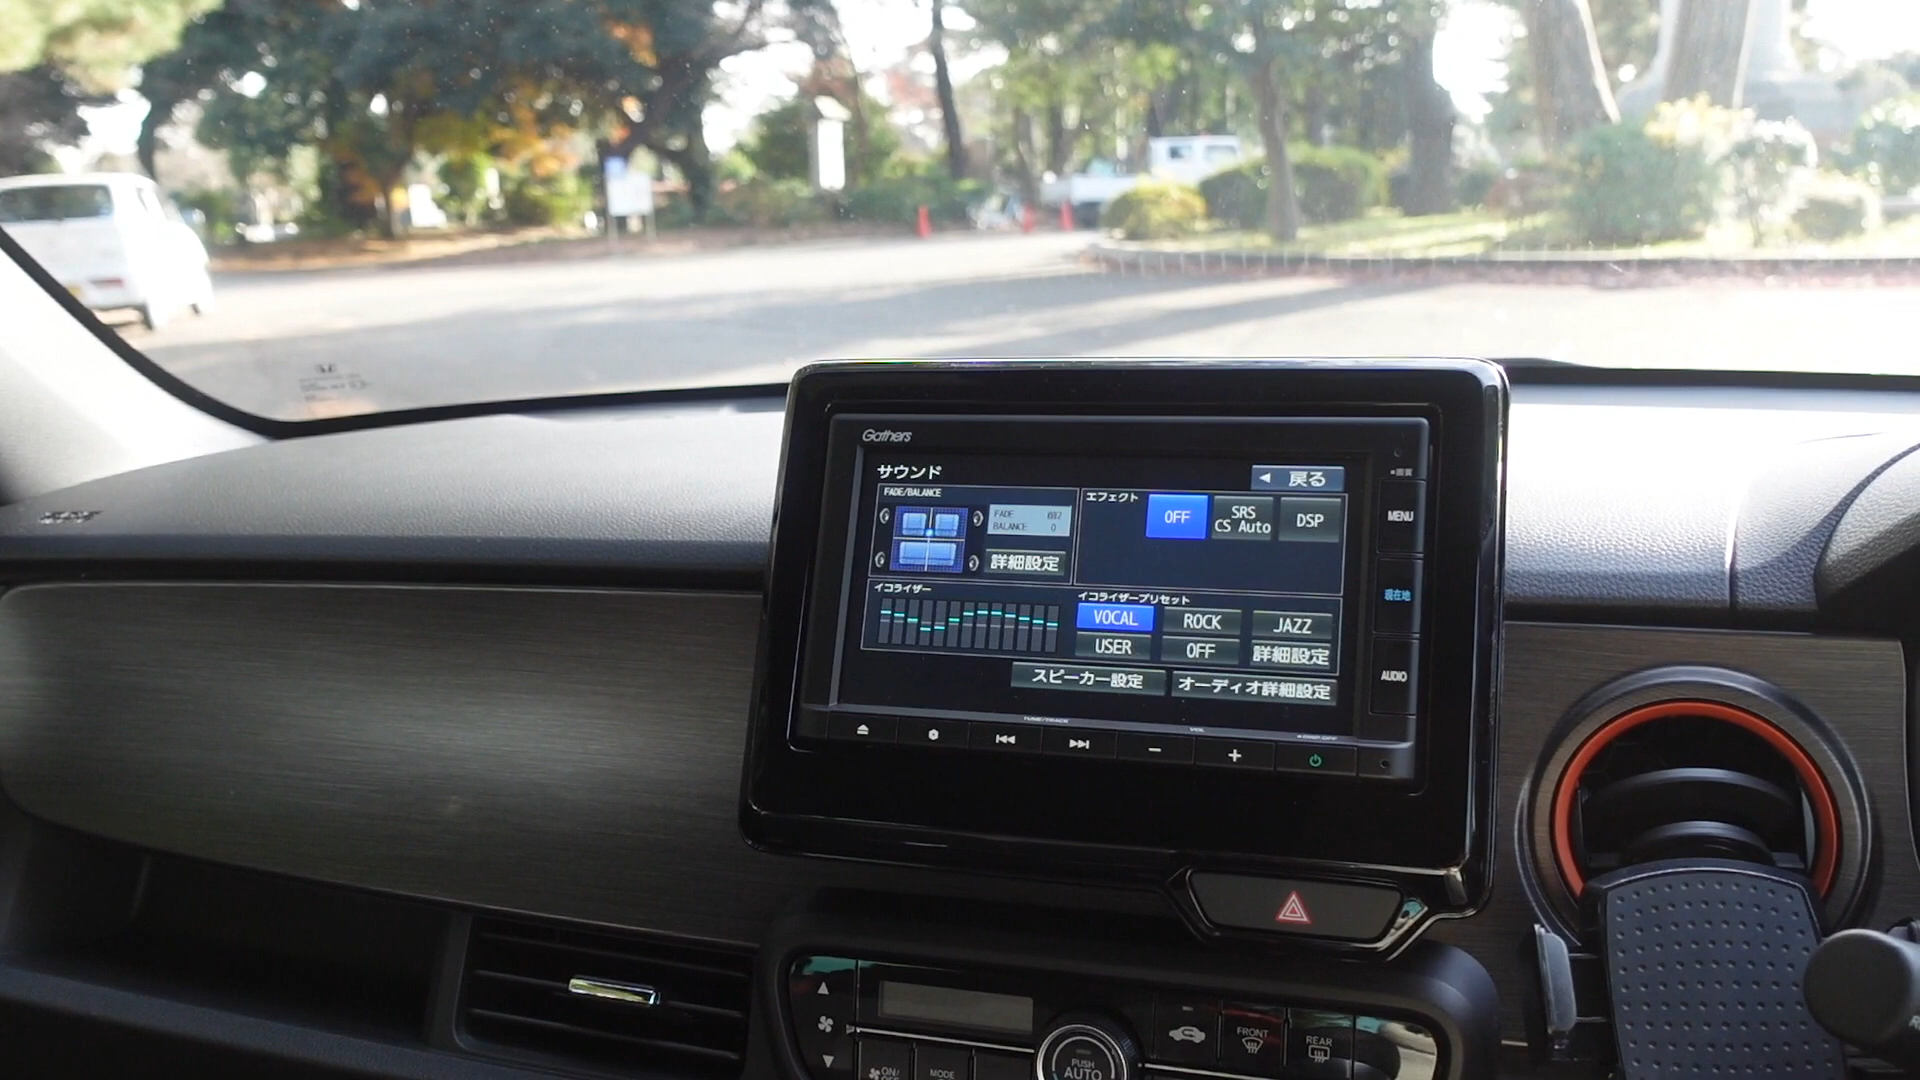 Gathers
サウンド
戻る
FADE/BALANCE
FADE
BALANCE 0
詳細設定
エフェクト
OFF
SRS
CS Auto
DSP
イコライザー
イコライザープリセット
VOCAL
ROCK
JAZZ
USER
OFF
詳細設定
スピーカー設定
オーディオ詳細設定
MENU
現在地
AUDIO
TUNE/TRACK
VOL
FRONT
REAR
PUSH
AUTO
ON/
MODE